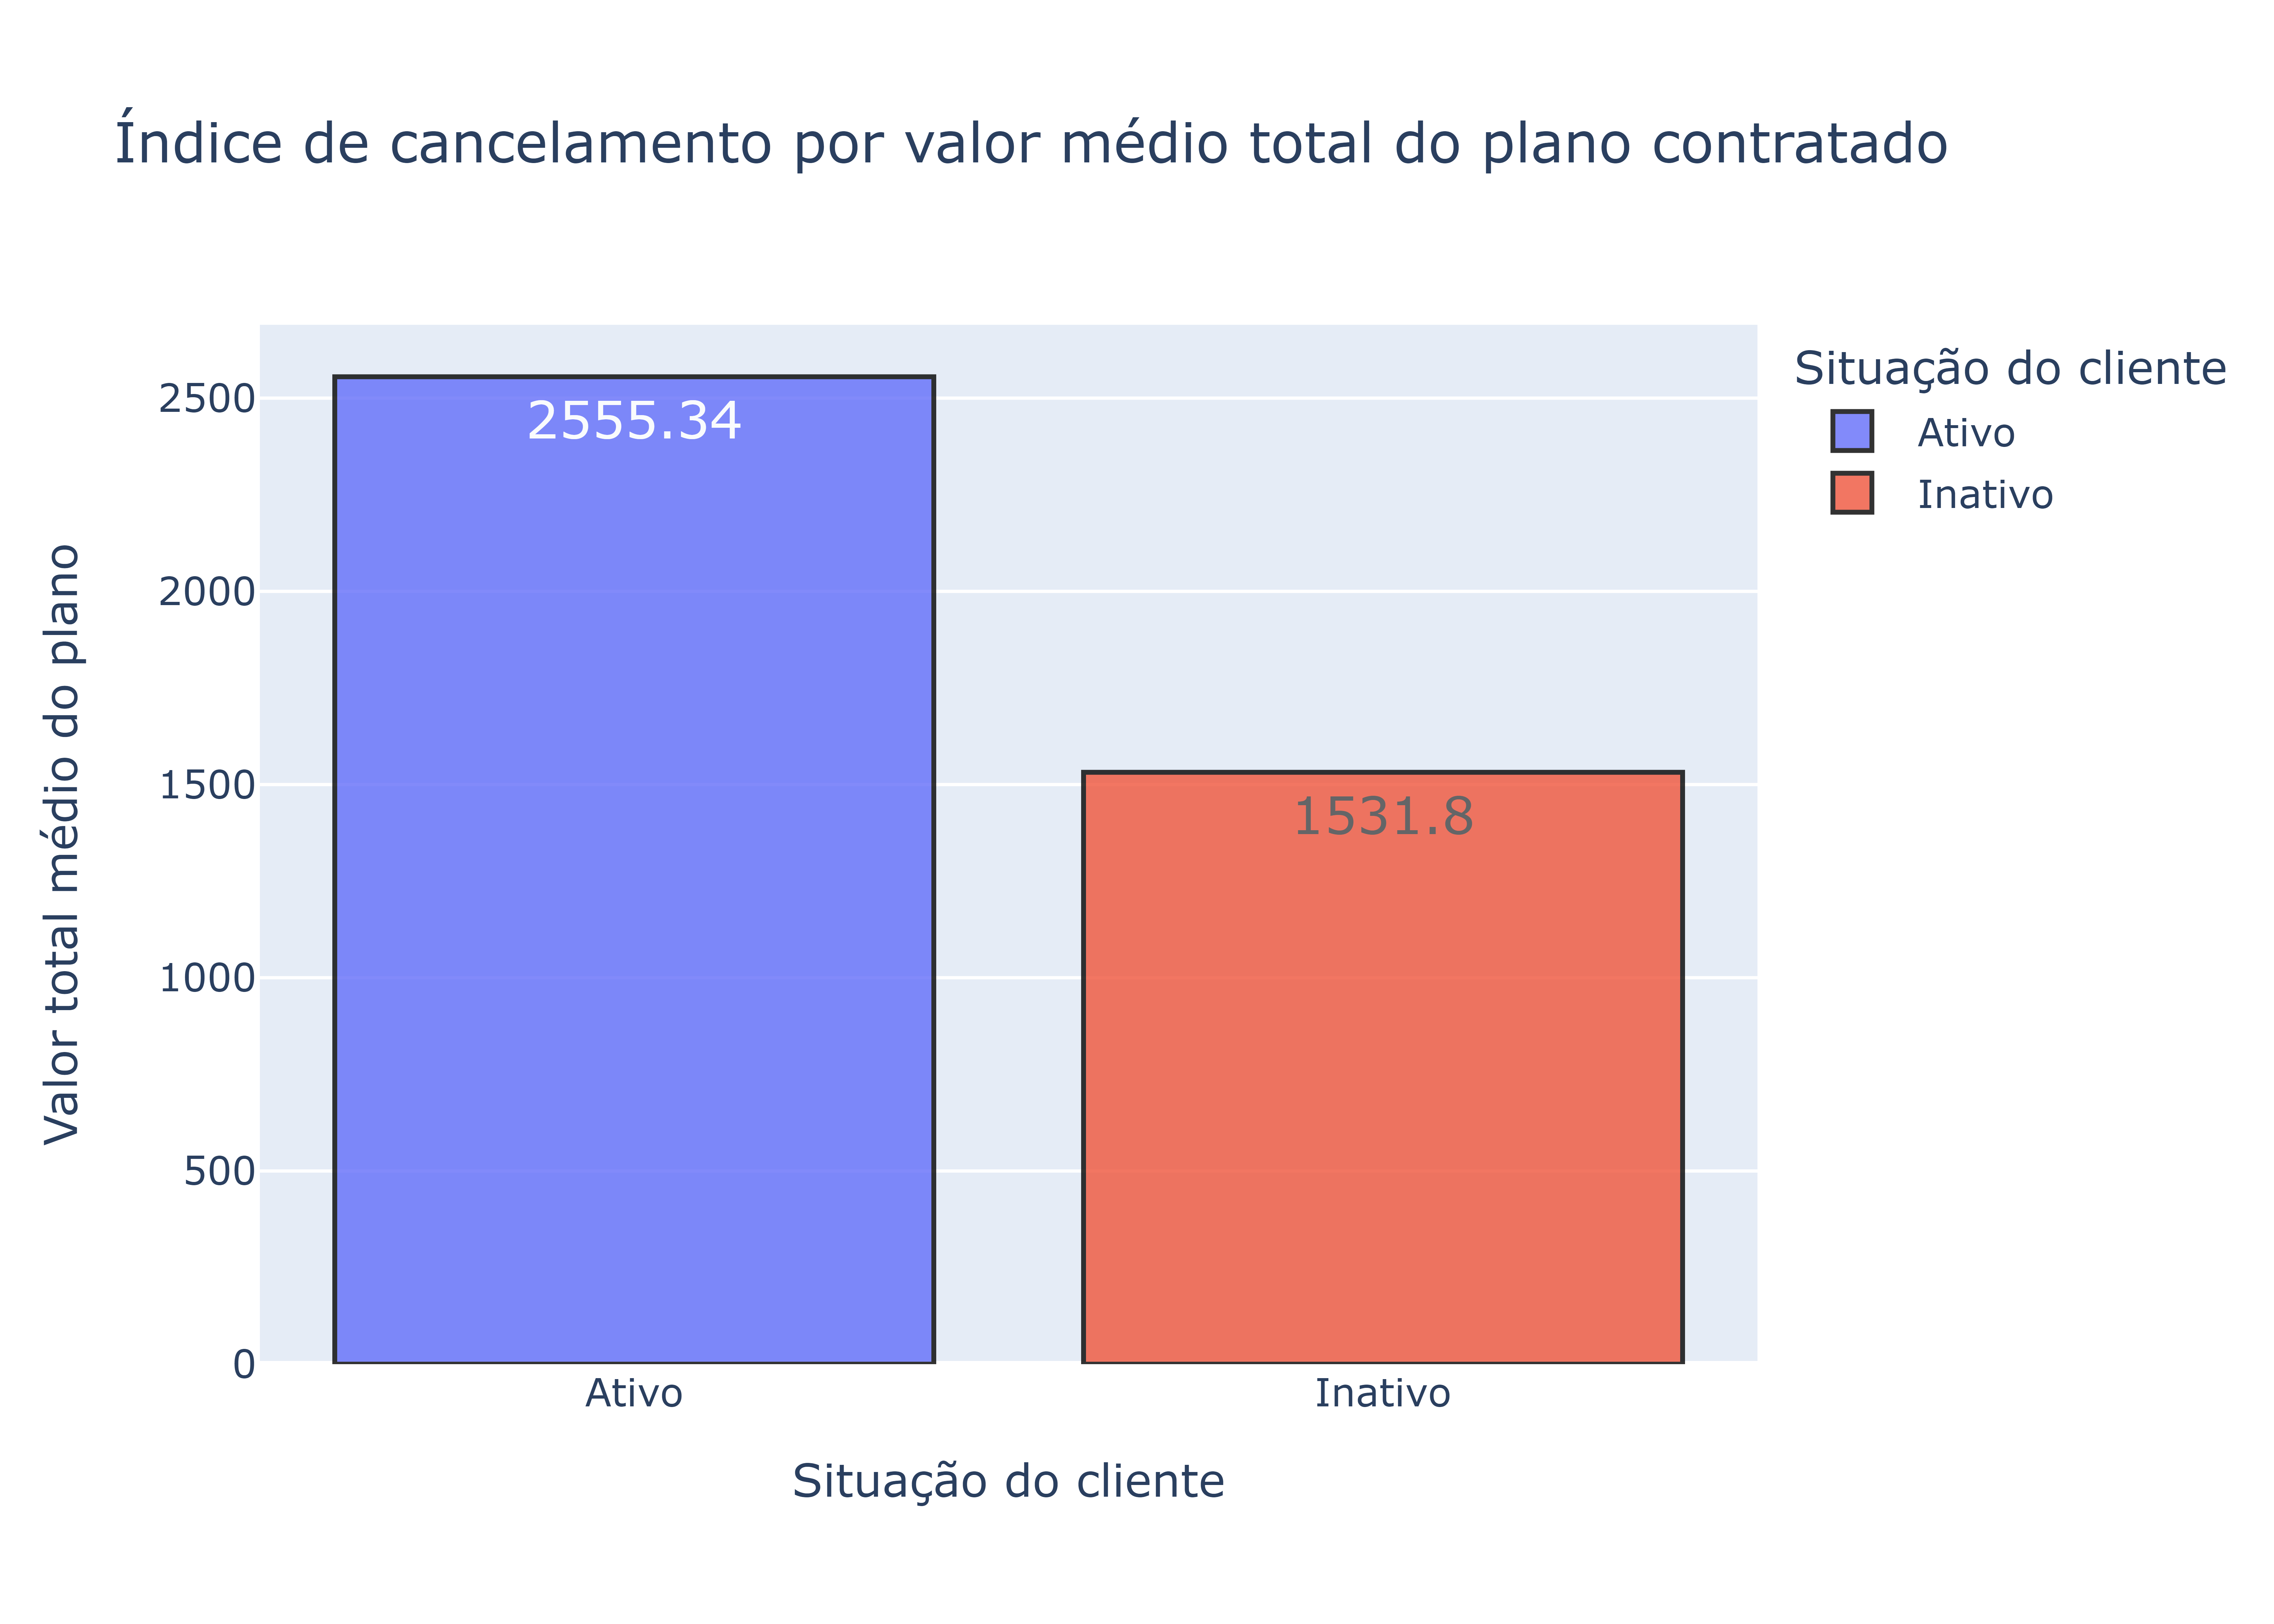 Índice de cancelamento por valor médio total do plano contratado
Valor total médio do plano
2500
2000
1500
1000
500
0
2555.34
1531.8
Ativo
Inativo
Situação do cliente
Situação do cliente
Ativo
Inativo